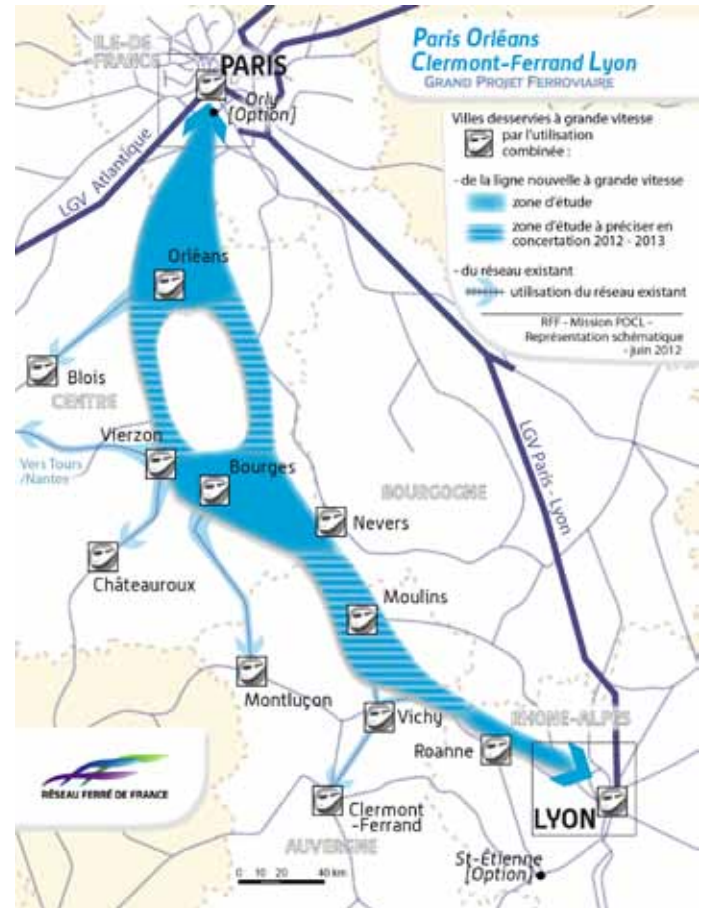 Paris Orléans
Clermont-Ferrand Lyon
GRAND PROJET FERROVIAIRE
Villes desservies à grande vitesse
par l'utilisation
combinée :
- de la ligne nouvelle à grande vitesse
zone d'étude
zone d'étude à préciser en
concertation 2012 - 2013
- du réseau existant
utilisation du réseau existant
RFF - Mission POCL -
Représentation schématique
- juin 2012
ILE-DE-
FRANCE
PARIS
Orly
[Option]
LGV Atlantique
Orléans
Blois
CENTRE
Vierzon
Vers Tours
/Nantes
Bourges
BOURGOGNE
LGV Paris - Lyon
Nevers
Châteauroux
Moulins
Montluçon
Vichy
RHONE-ALPES
Roanne
RÉSEAU FERRÉ DE FRANCE
Clermont
-Ferrand
LYON
AUVERGNE
St-Étienne
[Option]
0 10 20 40 km